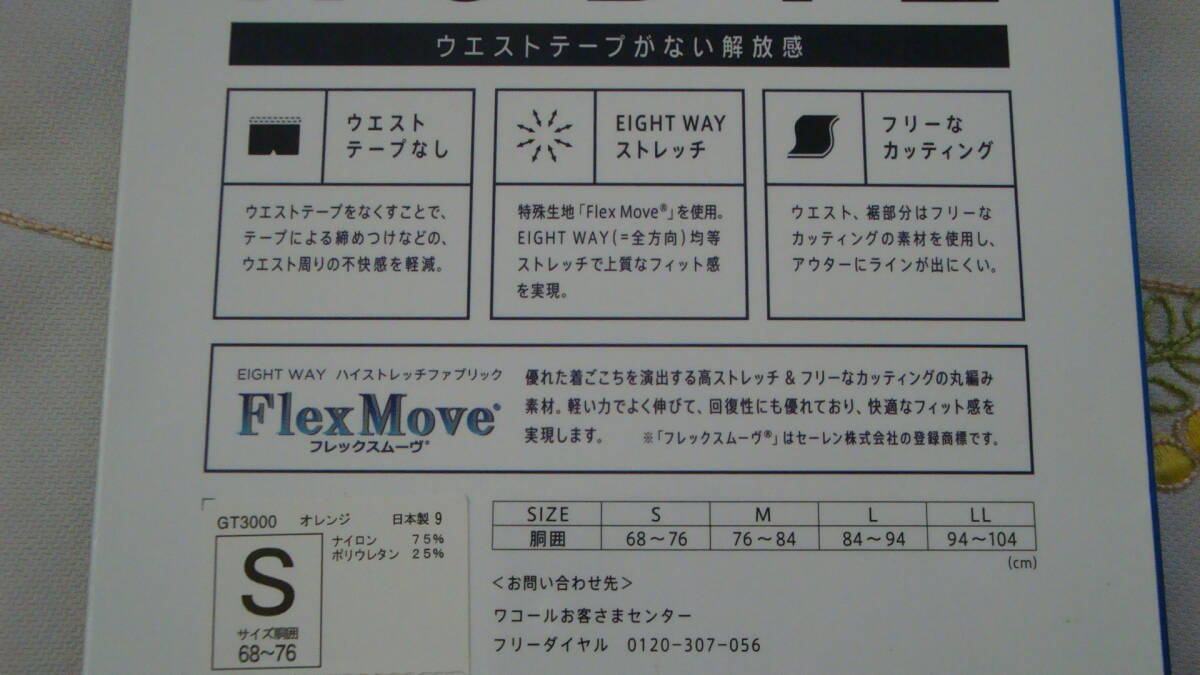 ウエストテープがない解放感
ウエスト
テープなし
ウエストテープをなくすことで、
テープによる締めつけなどの、
ウエスト周りの不快感を軽減。
EIGHT WAY
ストレッチ
特殊生地「Flex Move®」を使用。
EIGHT WAY(=全方向)均等
ストレッチで上質なフィット感
を実現。
フリーな
カッティング
ウエスト、裾部分はフリーな
カッティングの素材を使用し、
アウターにラインが出にくい。
EIGHT WAY ハイストレッチファブリック
FlexMove®
フレックスムーヴ®
優れた着ごこちを演出する高ストレッチ & フリーなカッティングの丸編み
素材。軽い力でよく伸びて、回復性にも優れており、快適なフィット感を
実現します。 ※「フレックスムーヴ®」はセーレン株式会社の登録商標です。
GT3000 オレンジ 日本製 9
ナイロン 75%
ポリウレタン 25%
S
サイズ胴囲
68〜76
SIZE S M L LL
胴囲 68〜76 76〜84 84〜94 94〜104
(cm)
<お問い合わせ先>
ワコールお客さまセンター
フリーダイヤル 0120-307-056